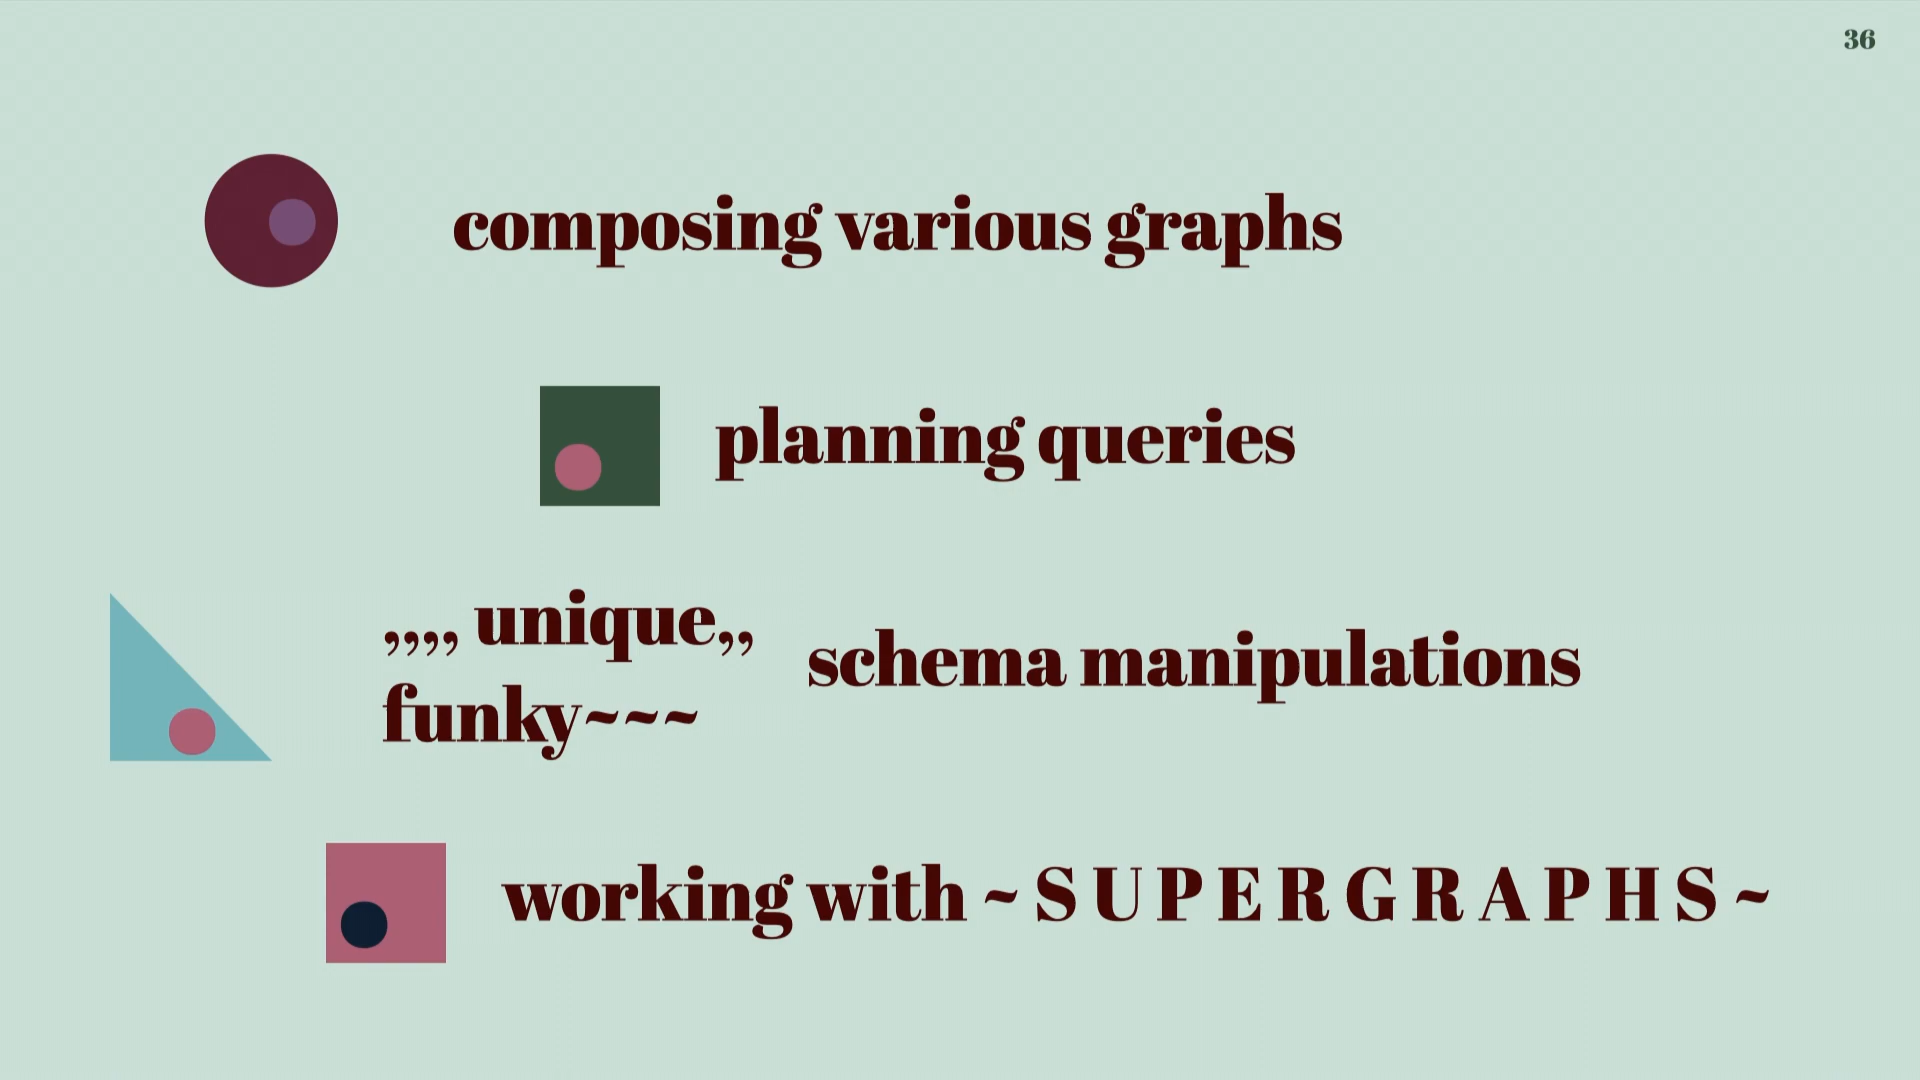 36
composing various graphs
planning queries
,,,, unique,,
funky~~~
schema manipulations
working with ~ S U P E R G R A P H S ~